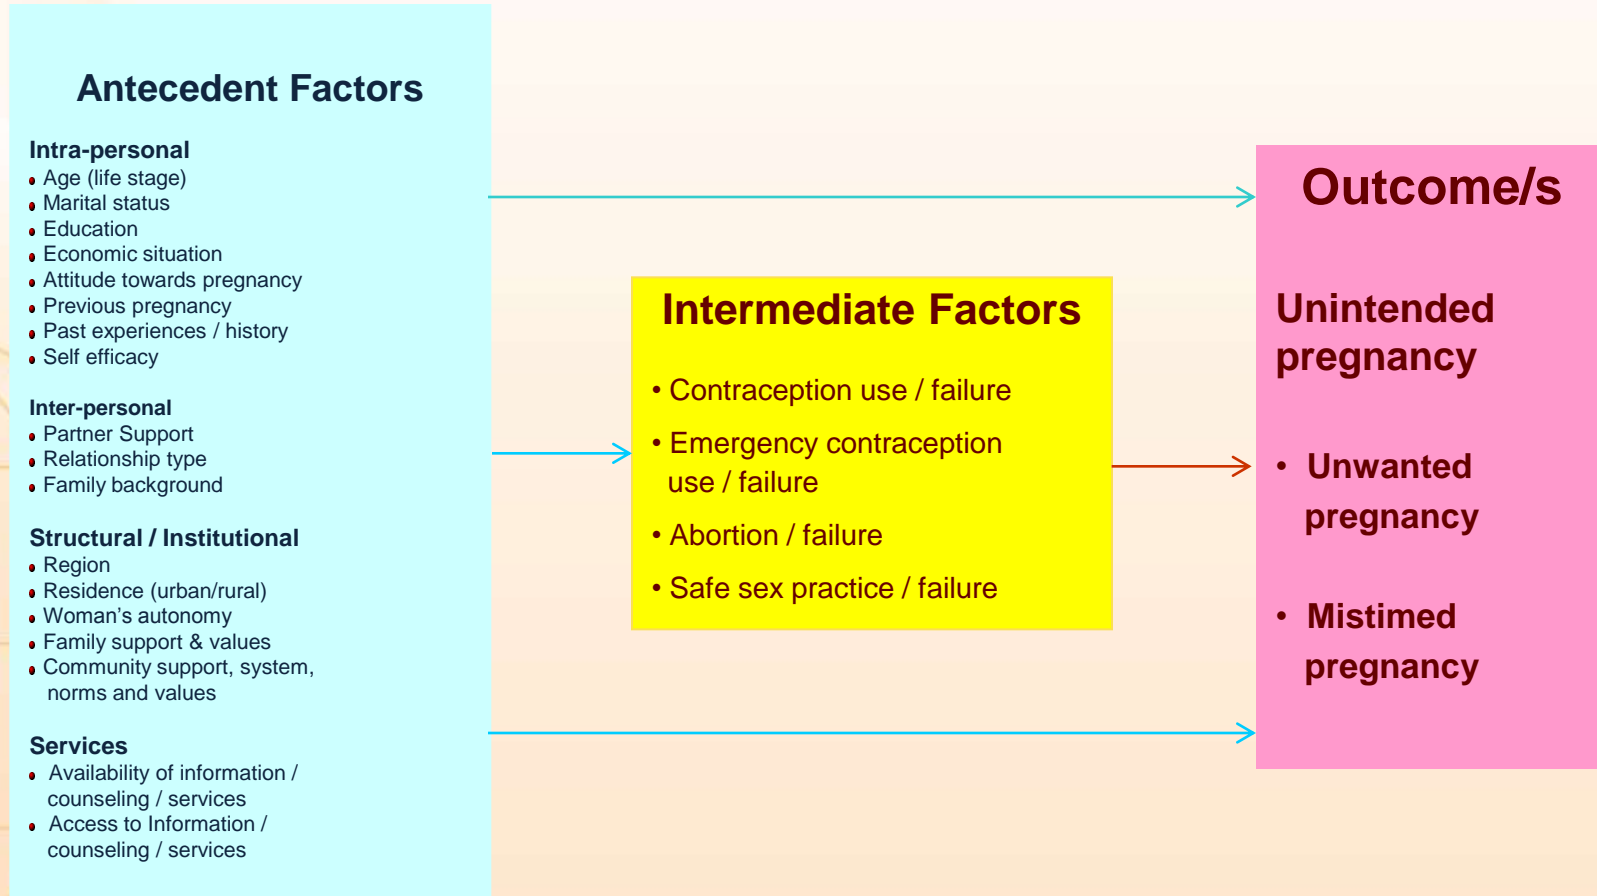 Antecedent Factors
Intra-personal
• Age (life stage)
• Marital status
• Education
• Economic situation
• Attitude towards pregnancy
• Previous pregnancy
• Past experiences / history
• Self efficacy
Inter-personal
• Partner Support
• Relationship type
• Family background
Structural / Institutional
• Region
• Residence (urban/rural)
• Woman’s autonomy
• Family support & values
• Community support, system,
norms and values
Services
• Availability of information /
counseling / services
• Access to Information /
counseling / services
Intermediate Factors
• Contraception use / failure
• Emergency contraception
use / failure
• Abortion / failure
• Safe sex practice / failure
Outcome/s
Unintended
pregnancy
• Unwanted
pregnancy
• Mistimed
pregnancy